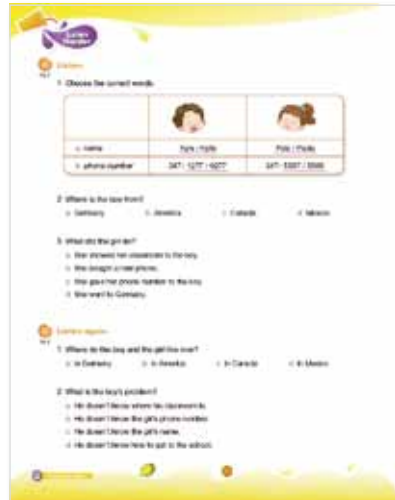 Listen
1 Choose the correct words.
a. name
b. phone number
2 Where is the boy from?
a. Germany b. America c. Canada d. Mexico
3 What did the girl do?
a. She showed her classroom to the boy.
b. She bought a new phone.
c. She gave her phone number to the boy.
d. She went to Germany.
Listen again
1 Where do the boy and the girl live now?
a. In Germany b. In America c. In Canada d. In Mexico
2 What is the boy's problem?
a. He doesn't know where his classroom is.
b. He doesn't know the girl's phone number.
c. He doesn't know the girl's name.
d. He doesn't know how to get to the school.